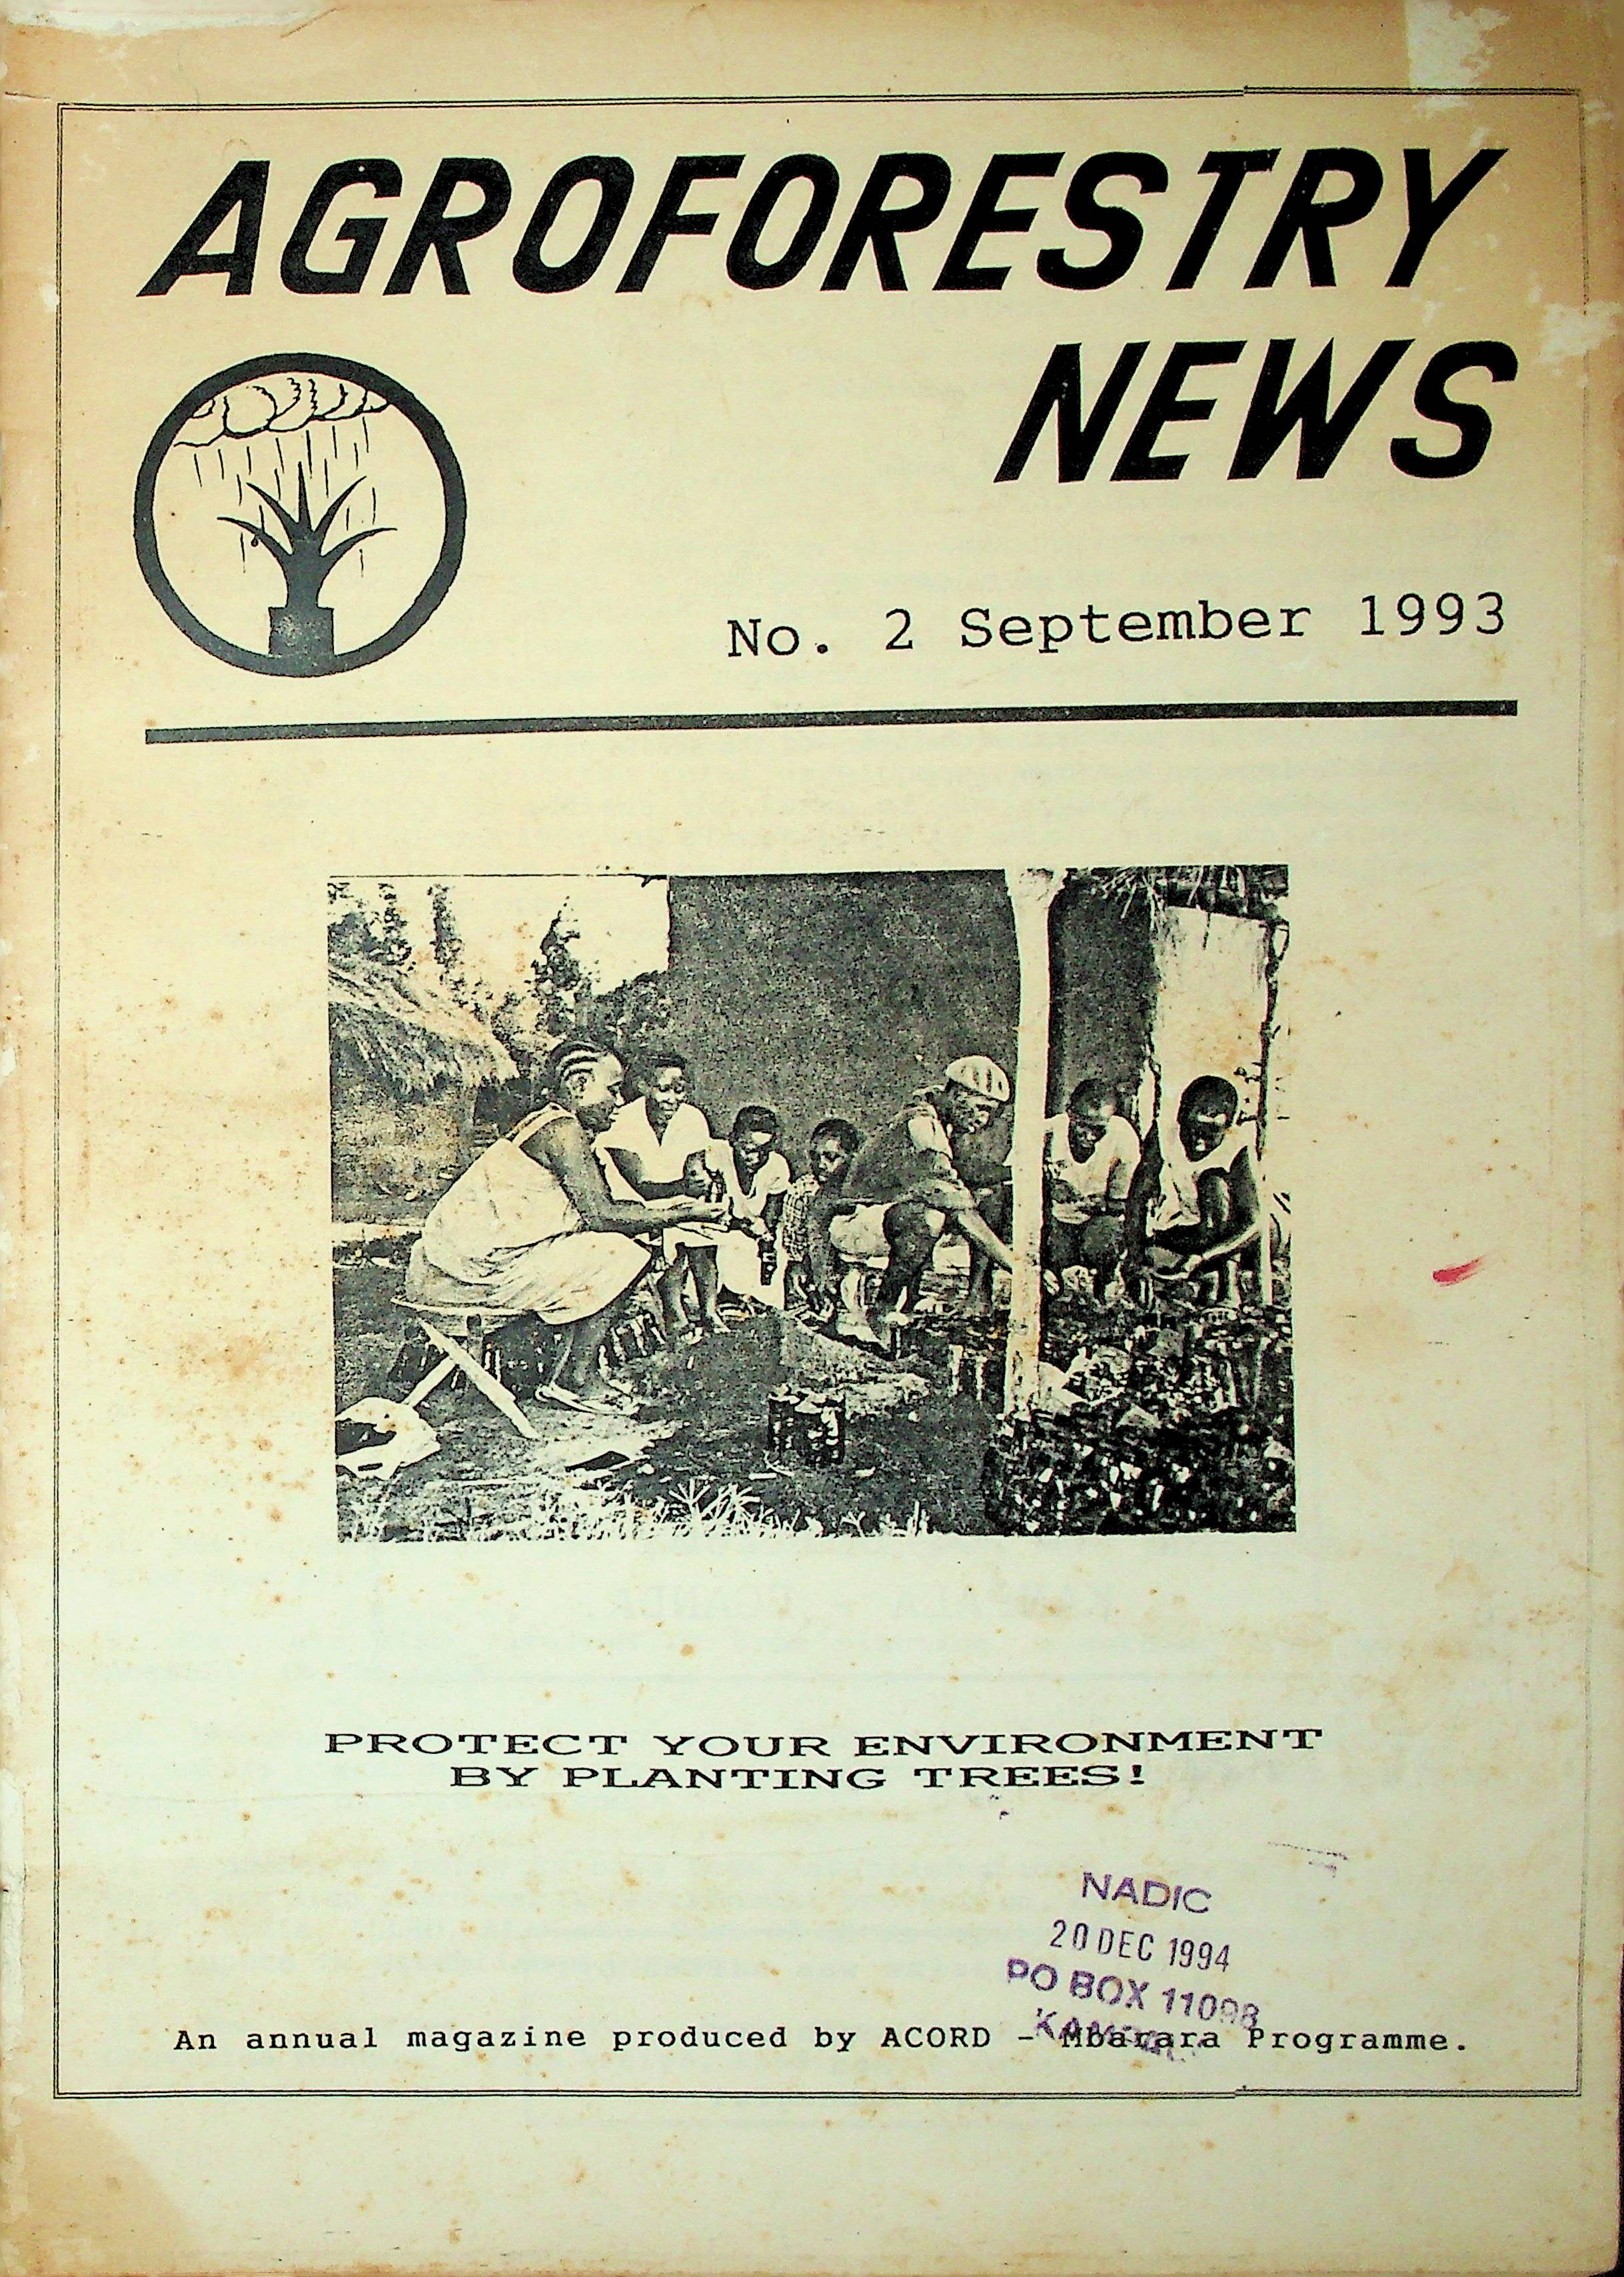 AGROFORESTRY
NEWS
No. 2 September 1993
PROTECT YOUR ENVIRONMENT
BY PLANTING TREES!
NADIC
20 DEC 1994
PO BOX 11098
An annual magazine produced by ACORD - Mbarara Programme.